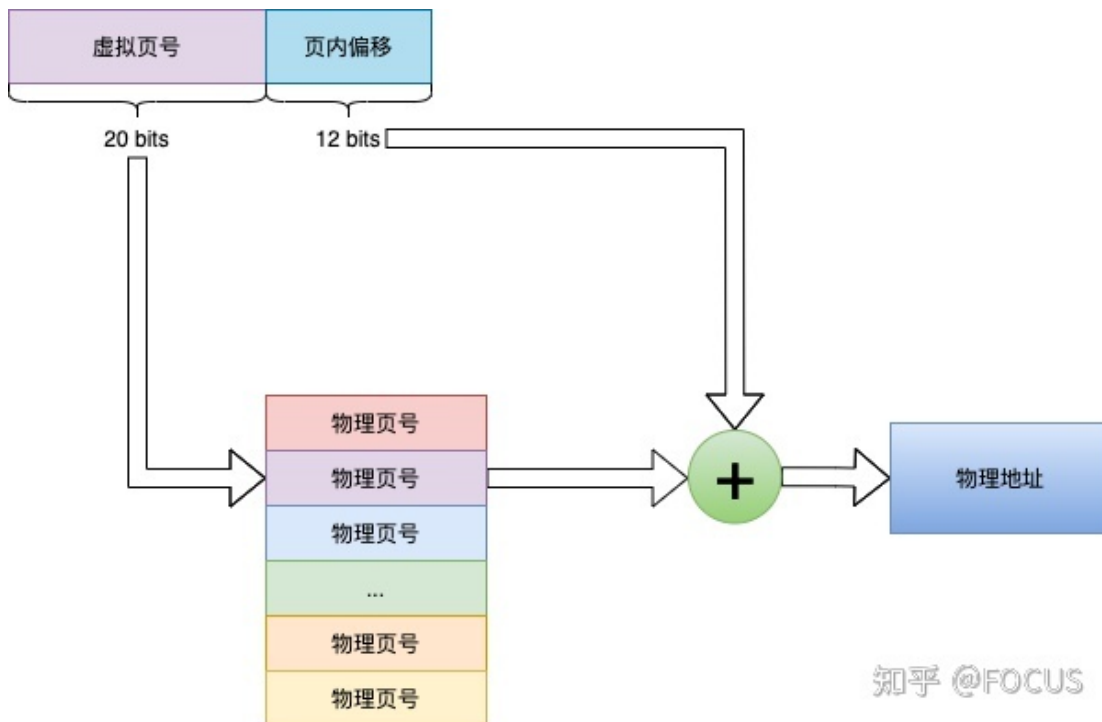 虚拟页号
页内偏移
20 bits
12 bits
物理页号
物理页号
物理页号
...
物理页号
物理页号
+
物理地址
知乎 @FOCUS